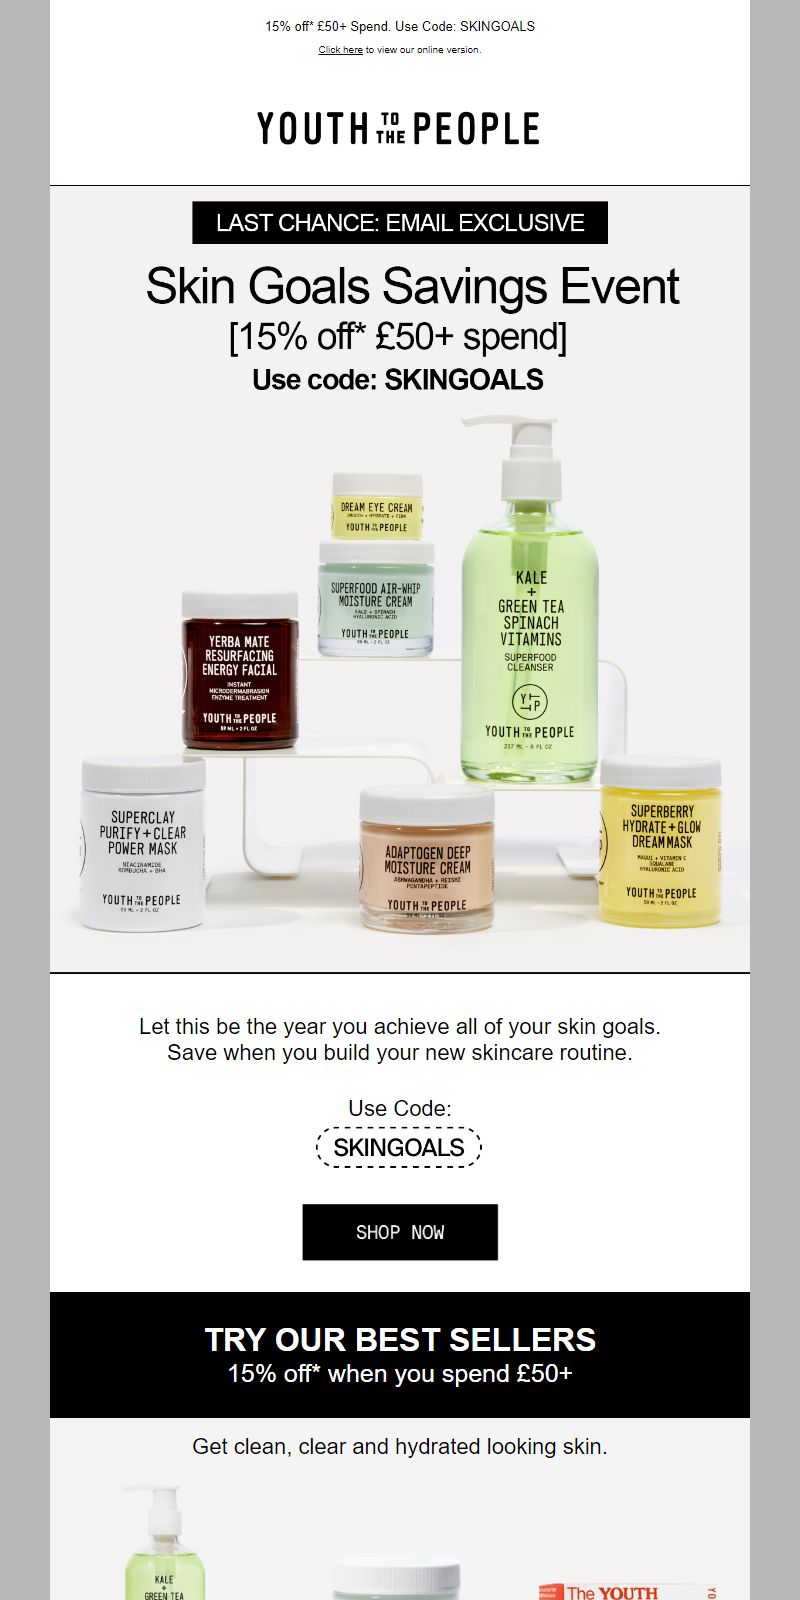 15% off* £50+ Spend. Use Code: SKINGOALS
Click here to view our online version.
YOUTH TO THE PEOPLE
LAST CHANCE: EMAIL EXCLUSIVE
Skin Goals Savings Event
[15% off* £50+ spend]
Use code: SKINGOALS
DREAM EYE CREAM
SMOOTH + HYDRATE + FIRM
YOUTH TO THE PEOPLE
SUPERFOOD AIR-WHIP
MOISTURE CREAM
KALE + SPINACH
HYALURONIC ACID
YOUTH TO THE PEOPLE
59 ML • 2 FL OZ
KALE
+
GREEN TEA
SPINACH
VITAMINS
SUPERFOOD
CLEANSER
YTTP
YOUTH TO THE PEOPLE
237 ML • 8 FL OZ
YERBA MATE
RESURFACING
ENERGY FACIAL
INSTANT
MICRODERMABRASION
ENZYME TREATMENT
YOUTH TO THE PEOPLE
59 ML • 2 FL OZ
SUPERCLAY
PURIFY + CLEAR
POWER MASK
NIACINAMIDE
KOMBUCHA + BHA
YOUTH TO THE PEOPLE
59 ML • 2 FL OZ
ADAPTOGEN DEEP
MOISTURE CREAM
ASHWAGANDHA + REISHI
PENTAPEPTIDE
YOUTH TO THE PEOPLE
59 ML • 2 FL OZ
SUPERBERRY
HYDRATE + GLOW
DREAM MASK
MAQUI + VITAMIN C
SQUALANE
HYALURONIC ACID
YOUTH TO THE PEOPLE
59 ML • 2 FL OZ
Let this be the year you achieve all of your skin goals.
Save when you build your new skincare routine.
Use Code:
SKINGOALS
SHOP NOW
TRY OUR BEST SELLERS
15% off* when you spend £50+
Get clean, clear and hydrated looking skin.
KALE
+
GREEN TEA
The YOUTH
YO